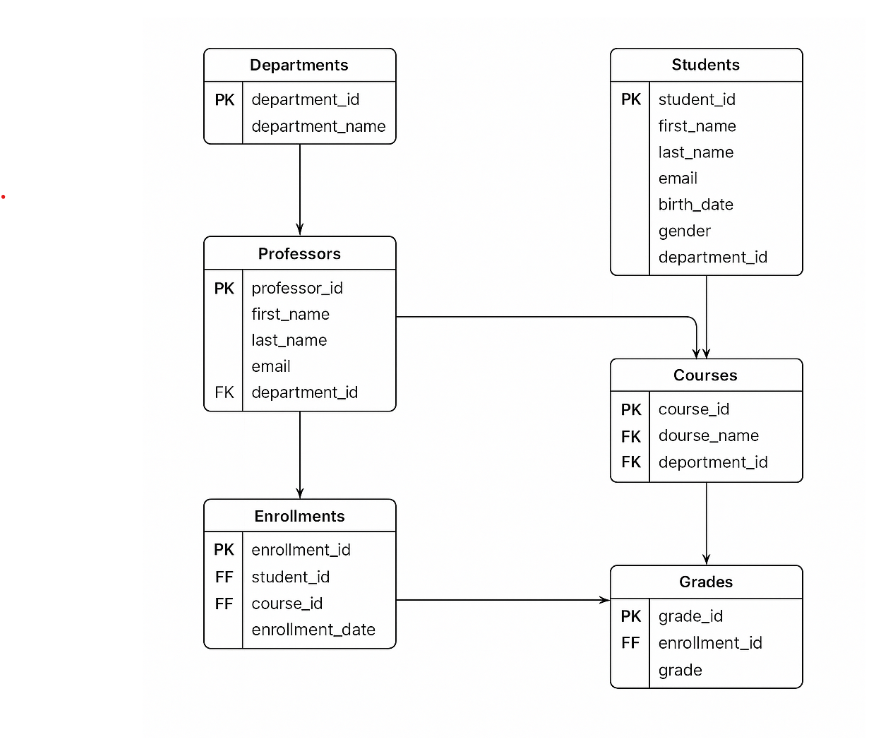 Departments
PK department_id
department_name
Students
PK student_id
first_name
last_name
email
birth_date
gender
department_id
Professors
PK professor_id
first_name
last_name
email
FK department_id
Courses
PK course_id
FK dourse_name
FK deportment_id
Enrollments
PK enrollment_id
FF student_id
FF course_id
enrollment_date
Grades
PK grade_id
FF enrollment_id
grade